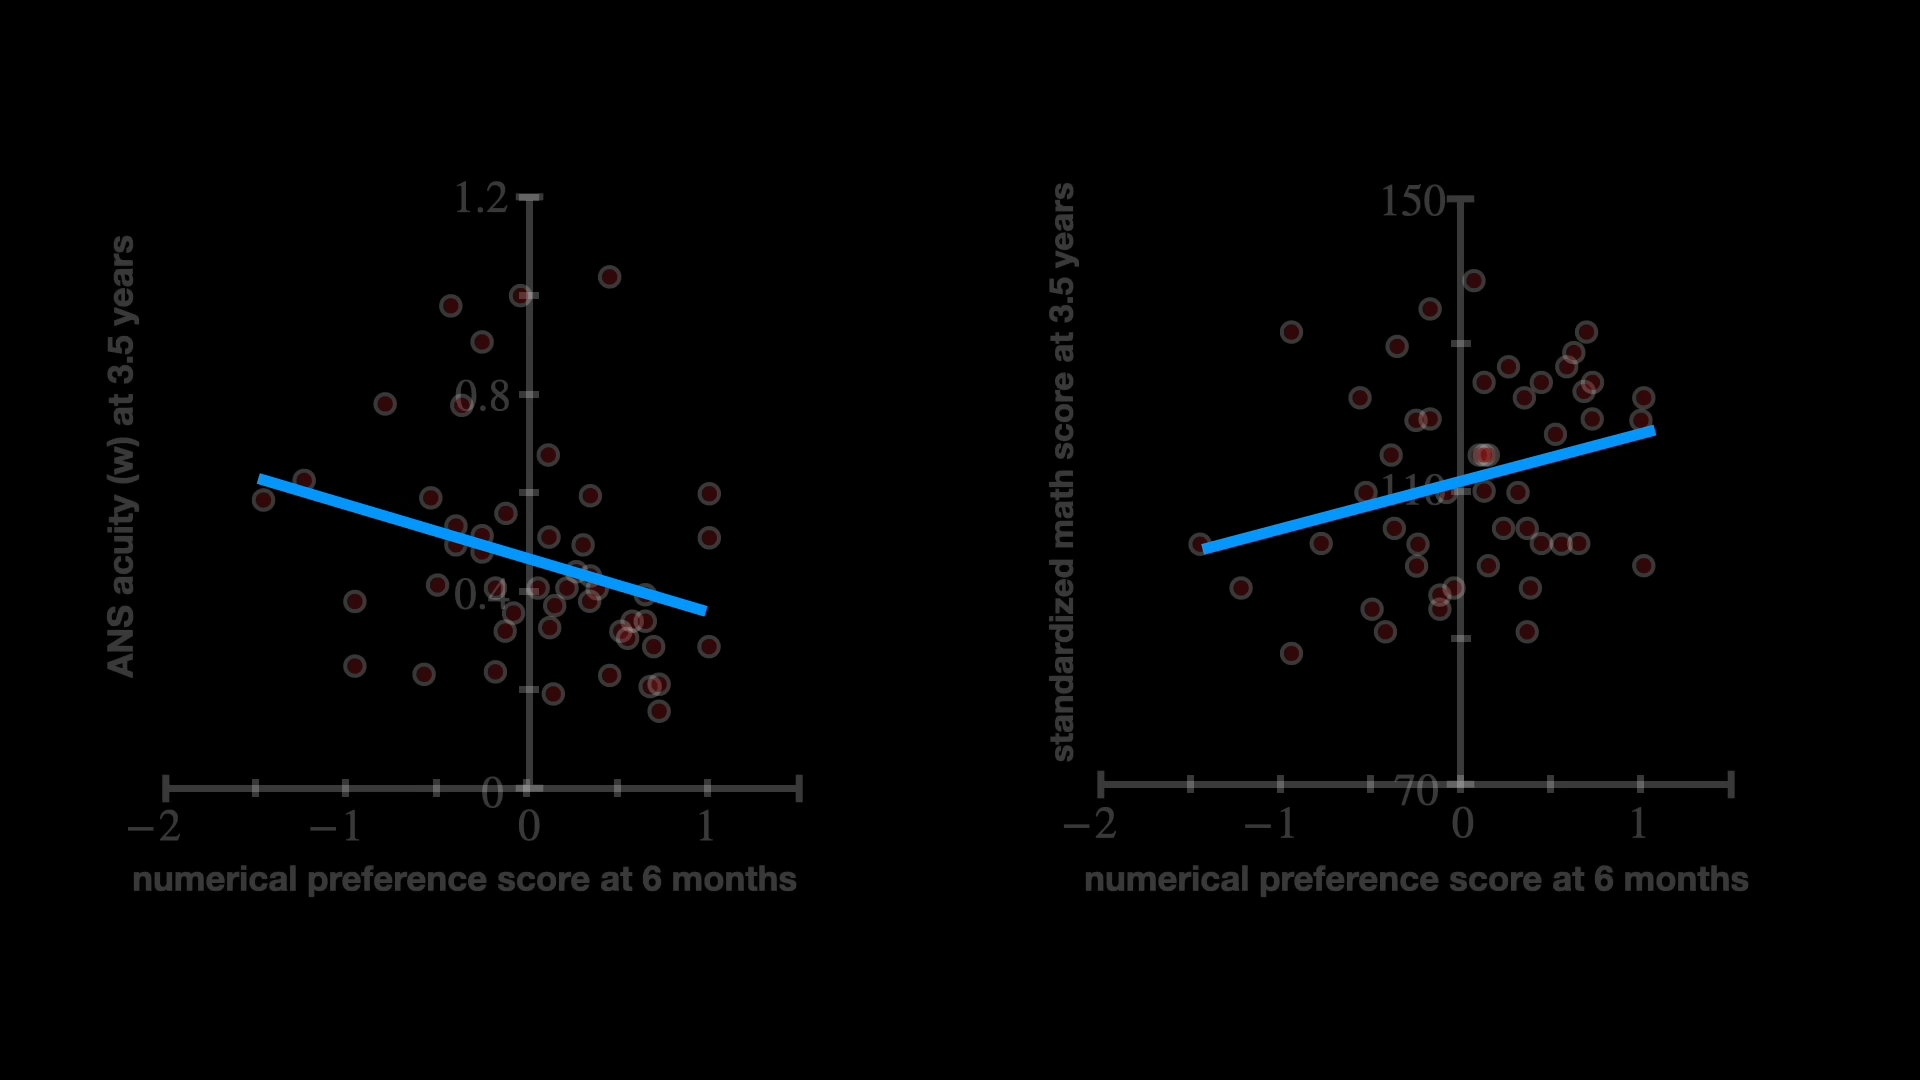 ANS acuity (w) at 3.5 years
1.2
0.8
0.4
0
−2 −1 0 1
numerical preference score at 6 months
standardized math score at 3.5 years
150
110
70
−2 −1 0 1
numerical preference score at 6 months